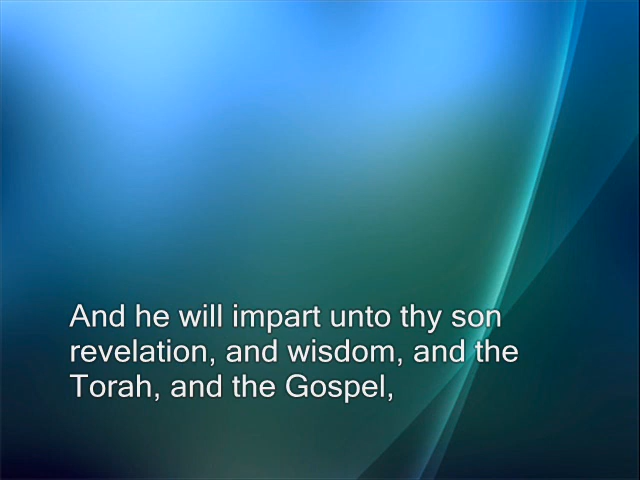 And he will impart unto thy son
revelation, and wisdom, and the
Torah, and the Gospel,